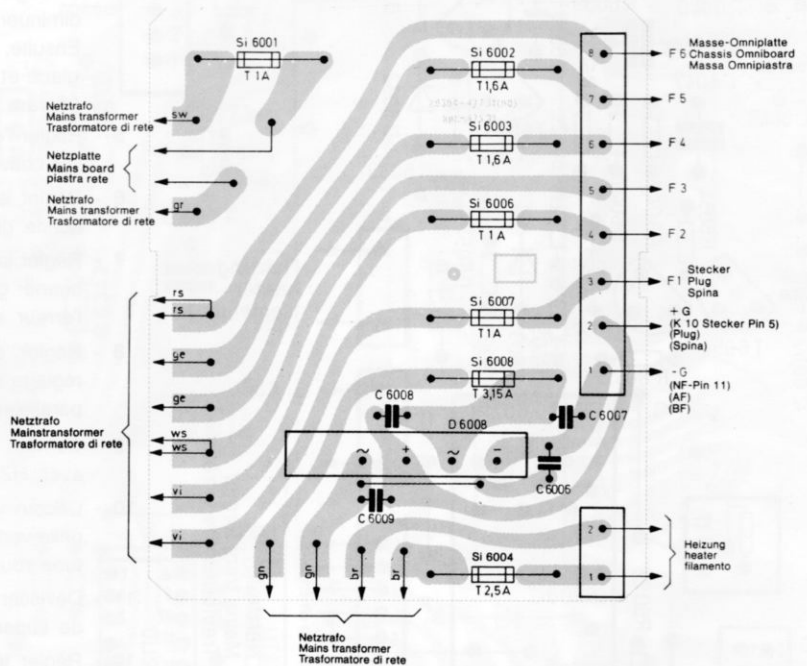 Si 6001
T 1A
Netztrafo
Mains transformer
Trasformatore di rete
sw
Netzplatte
Mains board
piastra rete
Netztrafo
Mains transformer
Trasformatore di rete
gr
Si 6002
T 1,6 A
Si 6003
T 1,6 A
Si 6006
T 1 A
Si 6007
T 1A
Si 6008
T 3,15 A
8
7
6
5
4
3
2
1
F 6
Masse-Omniplatte
Chassis Omniboard
Massa Omnipiastra
F 5
F 4
F 3
F 2
F 1
Stecker
Plug
Spina
+ G
(K 10 Stecker Pin 5)
(Plug)
(Spina)
- G
(NF-Pin 11)
(AF)
(BF)
rs
rs
ge
ge
ws
ws
vi
vi
Netztrafo
Mainstransformer
Trasformatore di rete
C 6008
D 6008
C 6007
~ + ~ −
C 6005
C 6009
gn gn br br
Si 6004
T 2,5 A
2
1
Heizung
heater
filamento
Netztrafo
Mains transformer
Trasformatore di rete